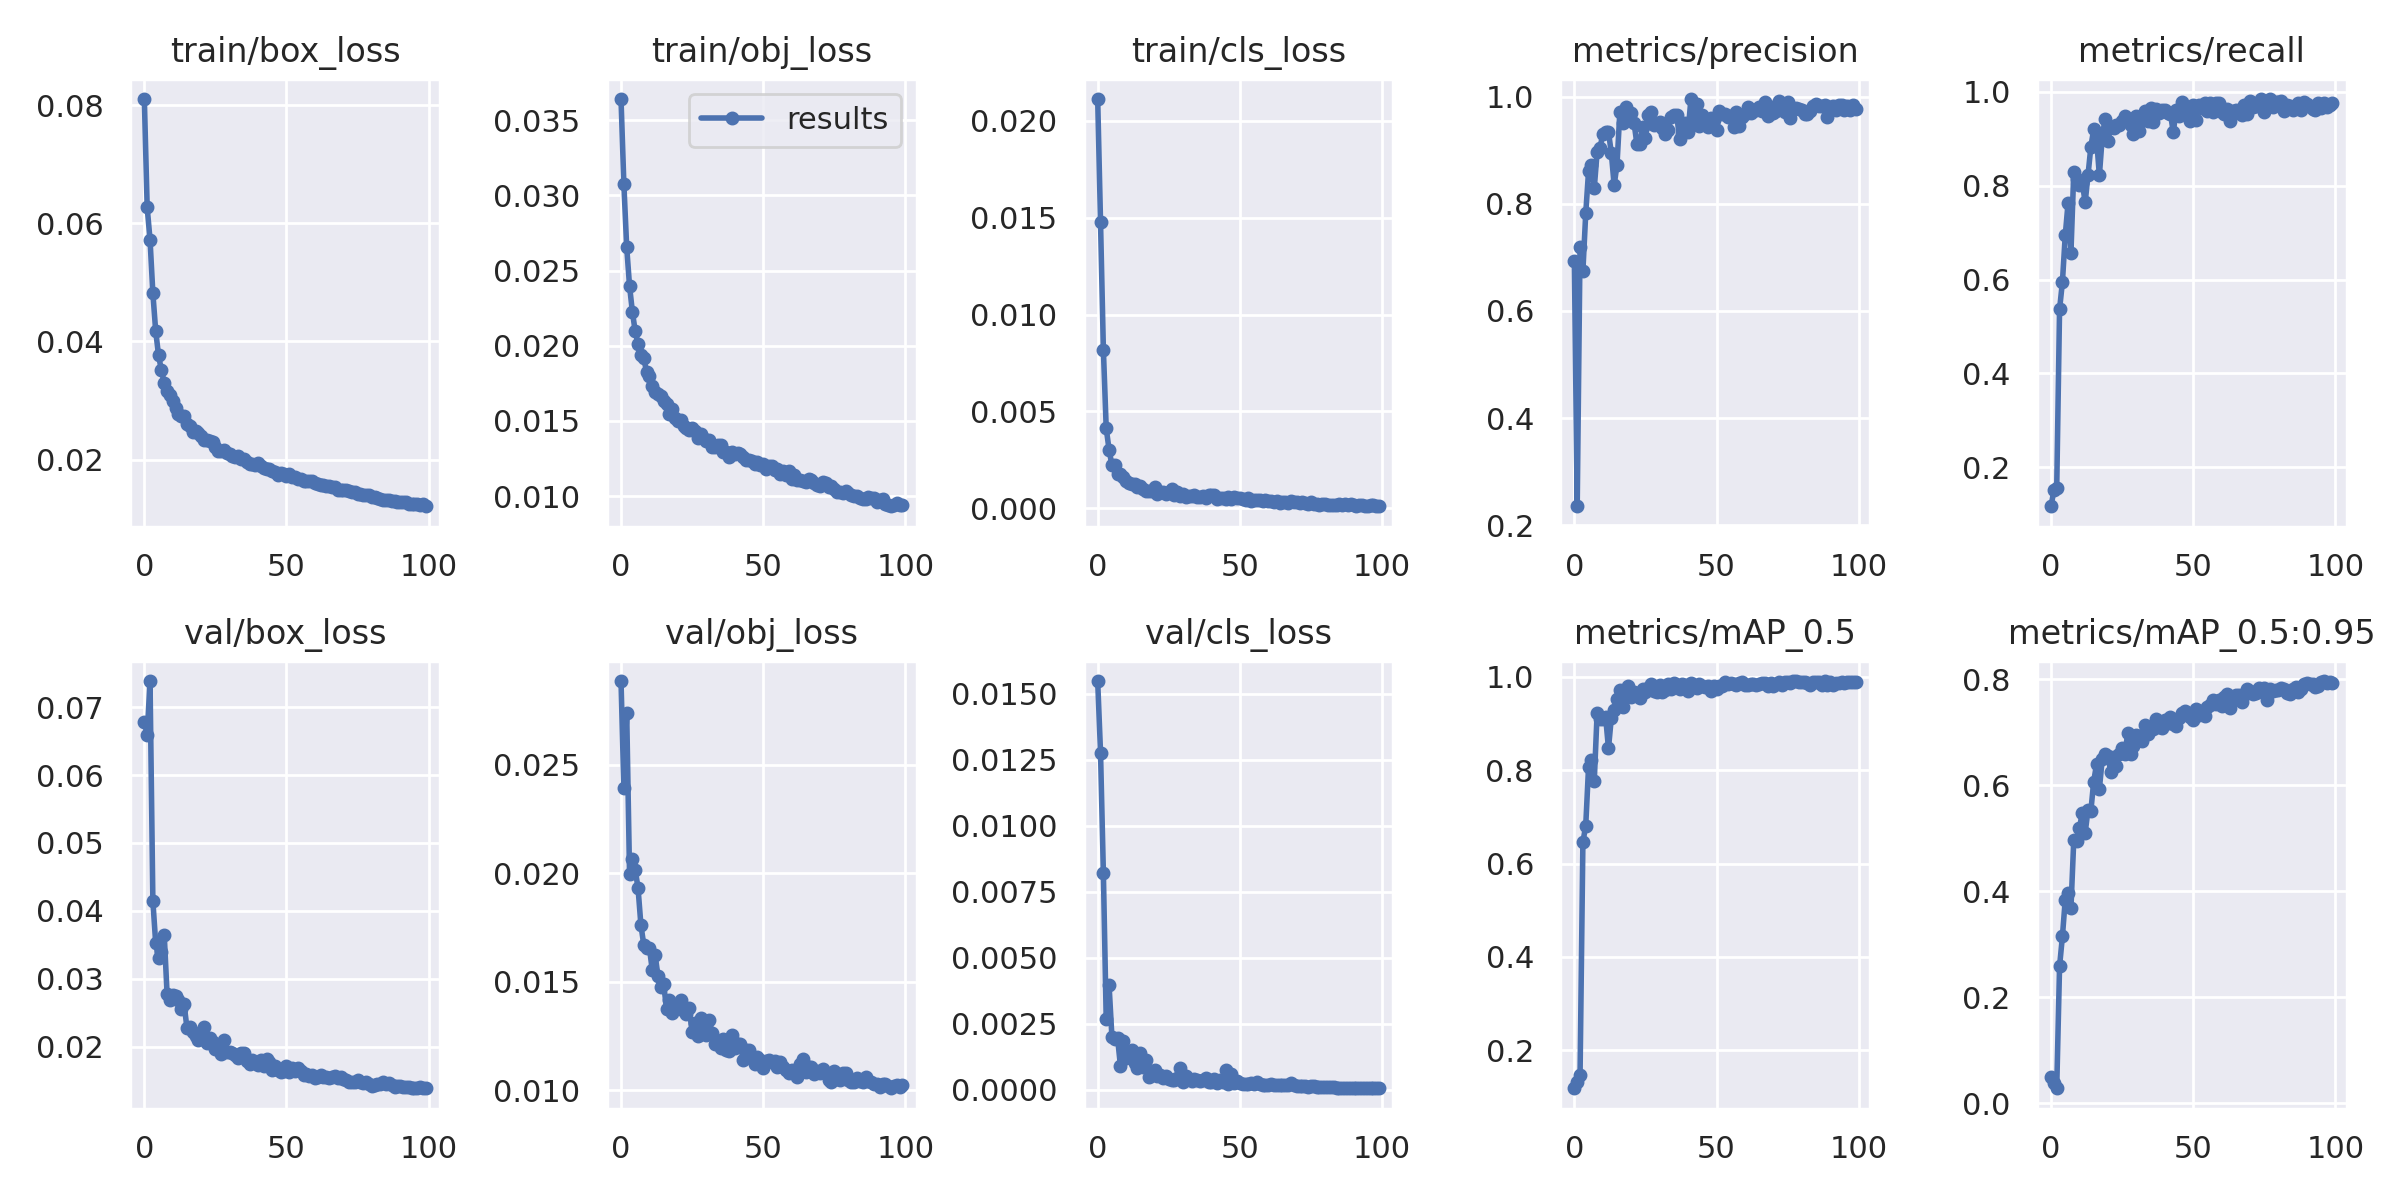 train/box_loss
train/obj_loss
train/cls_loss
metrics/precision
metrics/recall
0.08
0.06
0.04
0.02
0 50 100
results
0.035
0.030
0.025
0.020
0.015
0.010
0 50 100
0.020
0.015
0.010
0.005
0.000
0 50 100
1.0
0.8
0.6
0.4
0.2
0 50 100
1.0
0.8
0.6
0.4
0.2
0 50 100
val/box_loss
val/obj_loss
val/cls_loss
metrics/mAP_0.5
metrics/mAP_0.5:0.95
0.07
0.06
0.05
0.04
0.03
0.02
0 50 100
0.025
0.020
0.015
0.010
0 50 100
0.0150
0.0125
0.0100
0.0075
0.0050
0.0025
0.0000
0 50 100
1.0
0.8
0.6
0.4
0.2
0 50 100
0.8
0.6
0.4
0.2
0.0
0 50 100